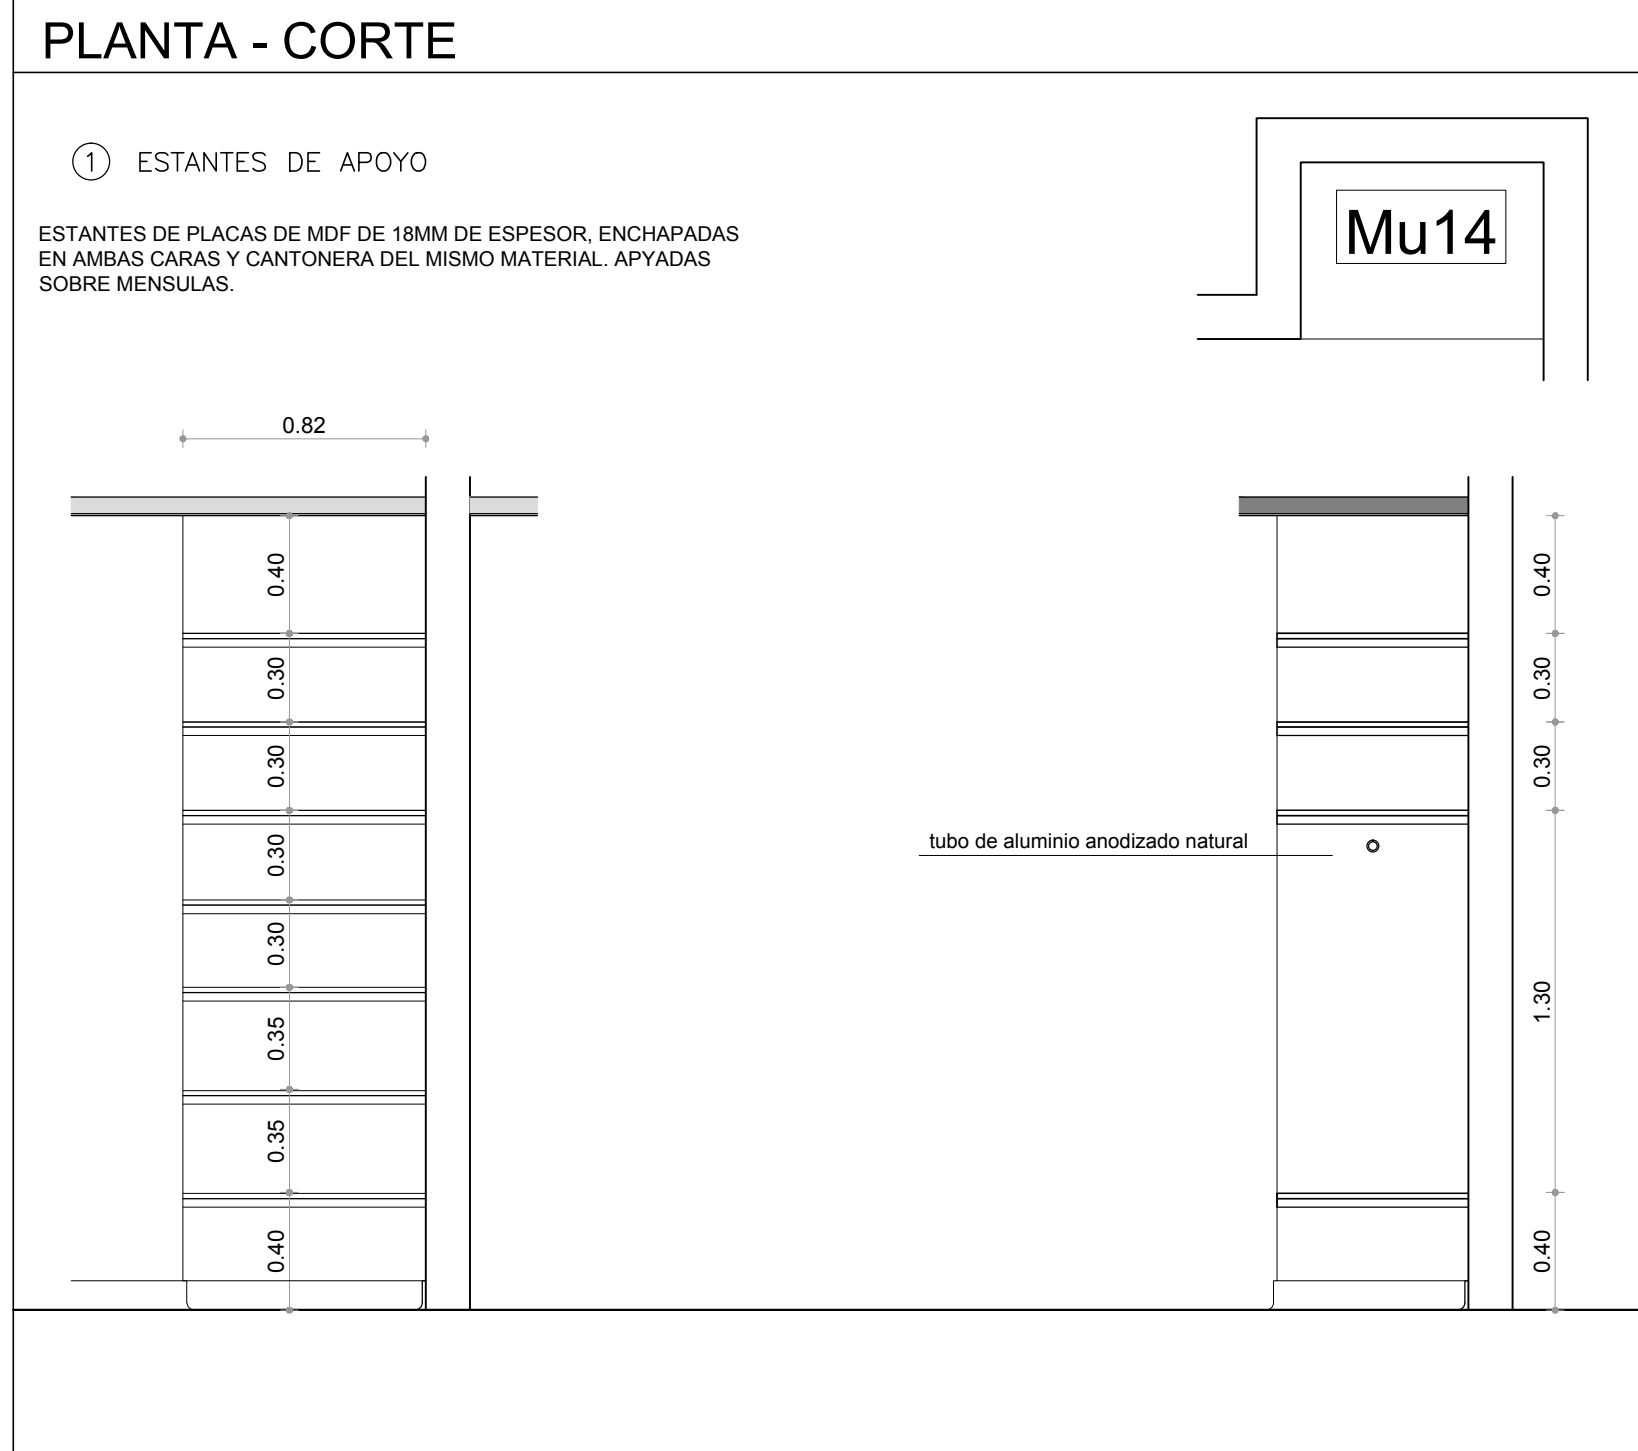 PLANTA - CORTE
1 ESTANTES DE APOYO
ESTANTES DE PLACAS DE MDF DE 18MM DE ESPESOR, ENCHAPADAS
EN AMBAS CARAS Y CANTONERA DEL MISMO MATERIAL. APYADAS
SOBRE MENSULAS.
Mu14
0.82
0.40
0.30
0.30
0.30
0.30
0.35
0.35
0.40
tubo de aluminio anodizado natural
0.40
0.30
0.30
1.30
0.40